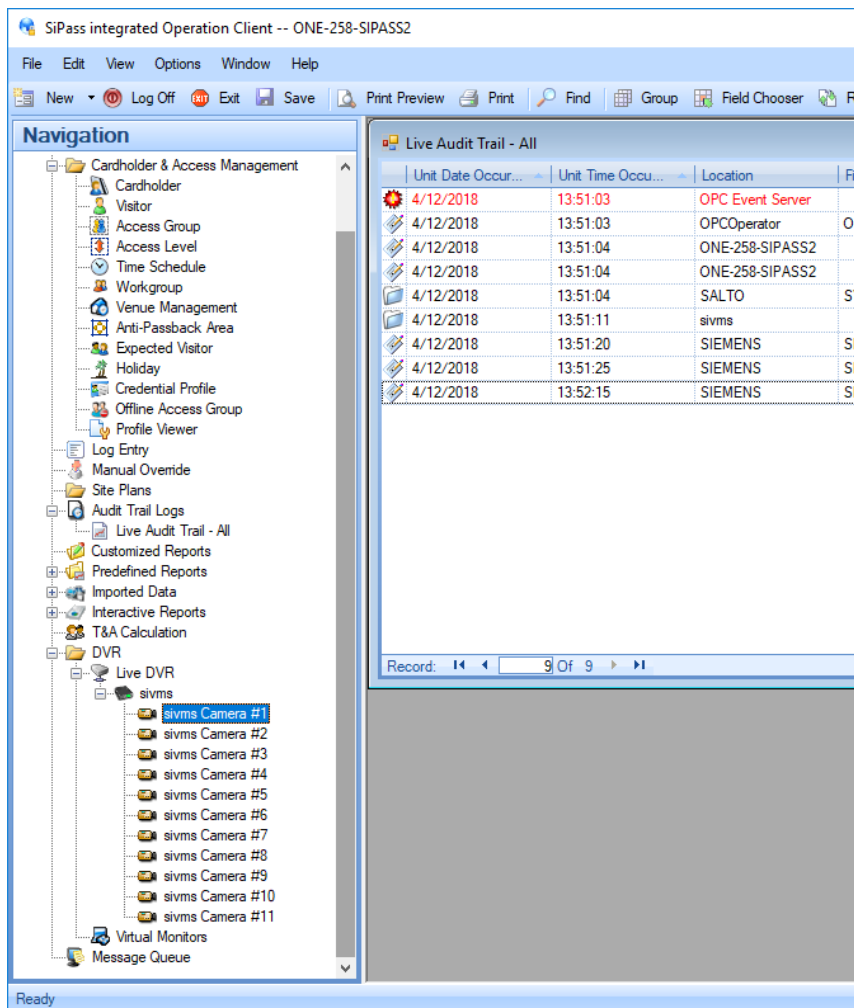 SiPass integrated Operation Client -- ONE-258-SIPASS2
File Edit View Options Window Help
New Log Off EXIT Exit Save Print Preview Print Find Group Field Chooser R
Navigation
Cardholder & Access Management
Cardholder
Visitor
Access Group
Access Level
Time Schedule
Workgroup
Venue Management
Anti-Passback Area
Expected Visitor
Holiday
Credential Profile
Offline Access Group
Profile Viewer
Log Entry
Manual Override
Site Plans
Audit Trail Logs
Live Audit Trail - All
Customized Reports
Predefined Reports
Imported Data
Interactive Reports
T&A Calculation
DVR
Live DVR
sivms
sivms Camera #1
sivms Camera #2
sivms Camera #3
sivms Camera #4
sivms Camera #5
sivms Camera #6
sivms Camera #7
sivms Camera #8
sivms Camera #9
sivms Camera #10
sivms Camera #11
Virtual Monitors
Message Queue
Live Audit Trail - All
Unit Date Occur... Unit Time Occu... Location Fi
4/12/2018 13:51:03 OPC Event Server
4/12/2018 13:51:03 OPCOperator O
4/12/2018 13:51:04 ONE-258-SIPASS2
4/12/2018 13:51:04 ONE-258-SIPASS2
4/12/2018 13:51:04 SALTO S
4/12/2018 13:51:11 sivms
4/12/2018 13:51:20 SIEMENS S
4/12/2018 13:51:25 SIEMENS S
4/12/2018 13:52:15 SIEMENS S
Record: 9 Of 9
Ready